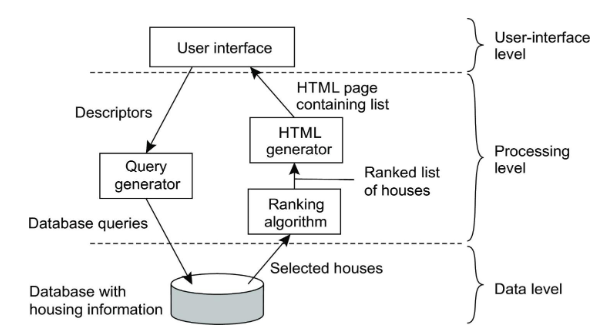 User interface
User-interface
level
HTML page
containing list
Descriptors
HTML
generator
Processing
level
Query
generator
Ranked list
of houses
Ranking
algorithm
Database queries
Selected houses
Database with
housing information
Data level